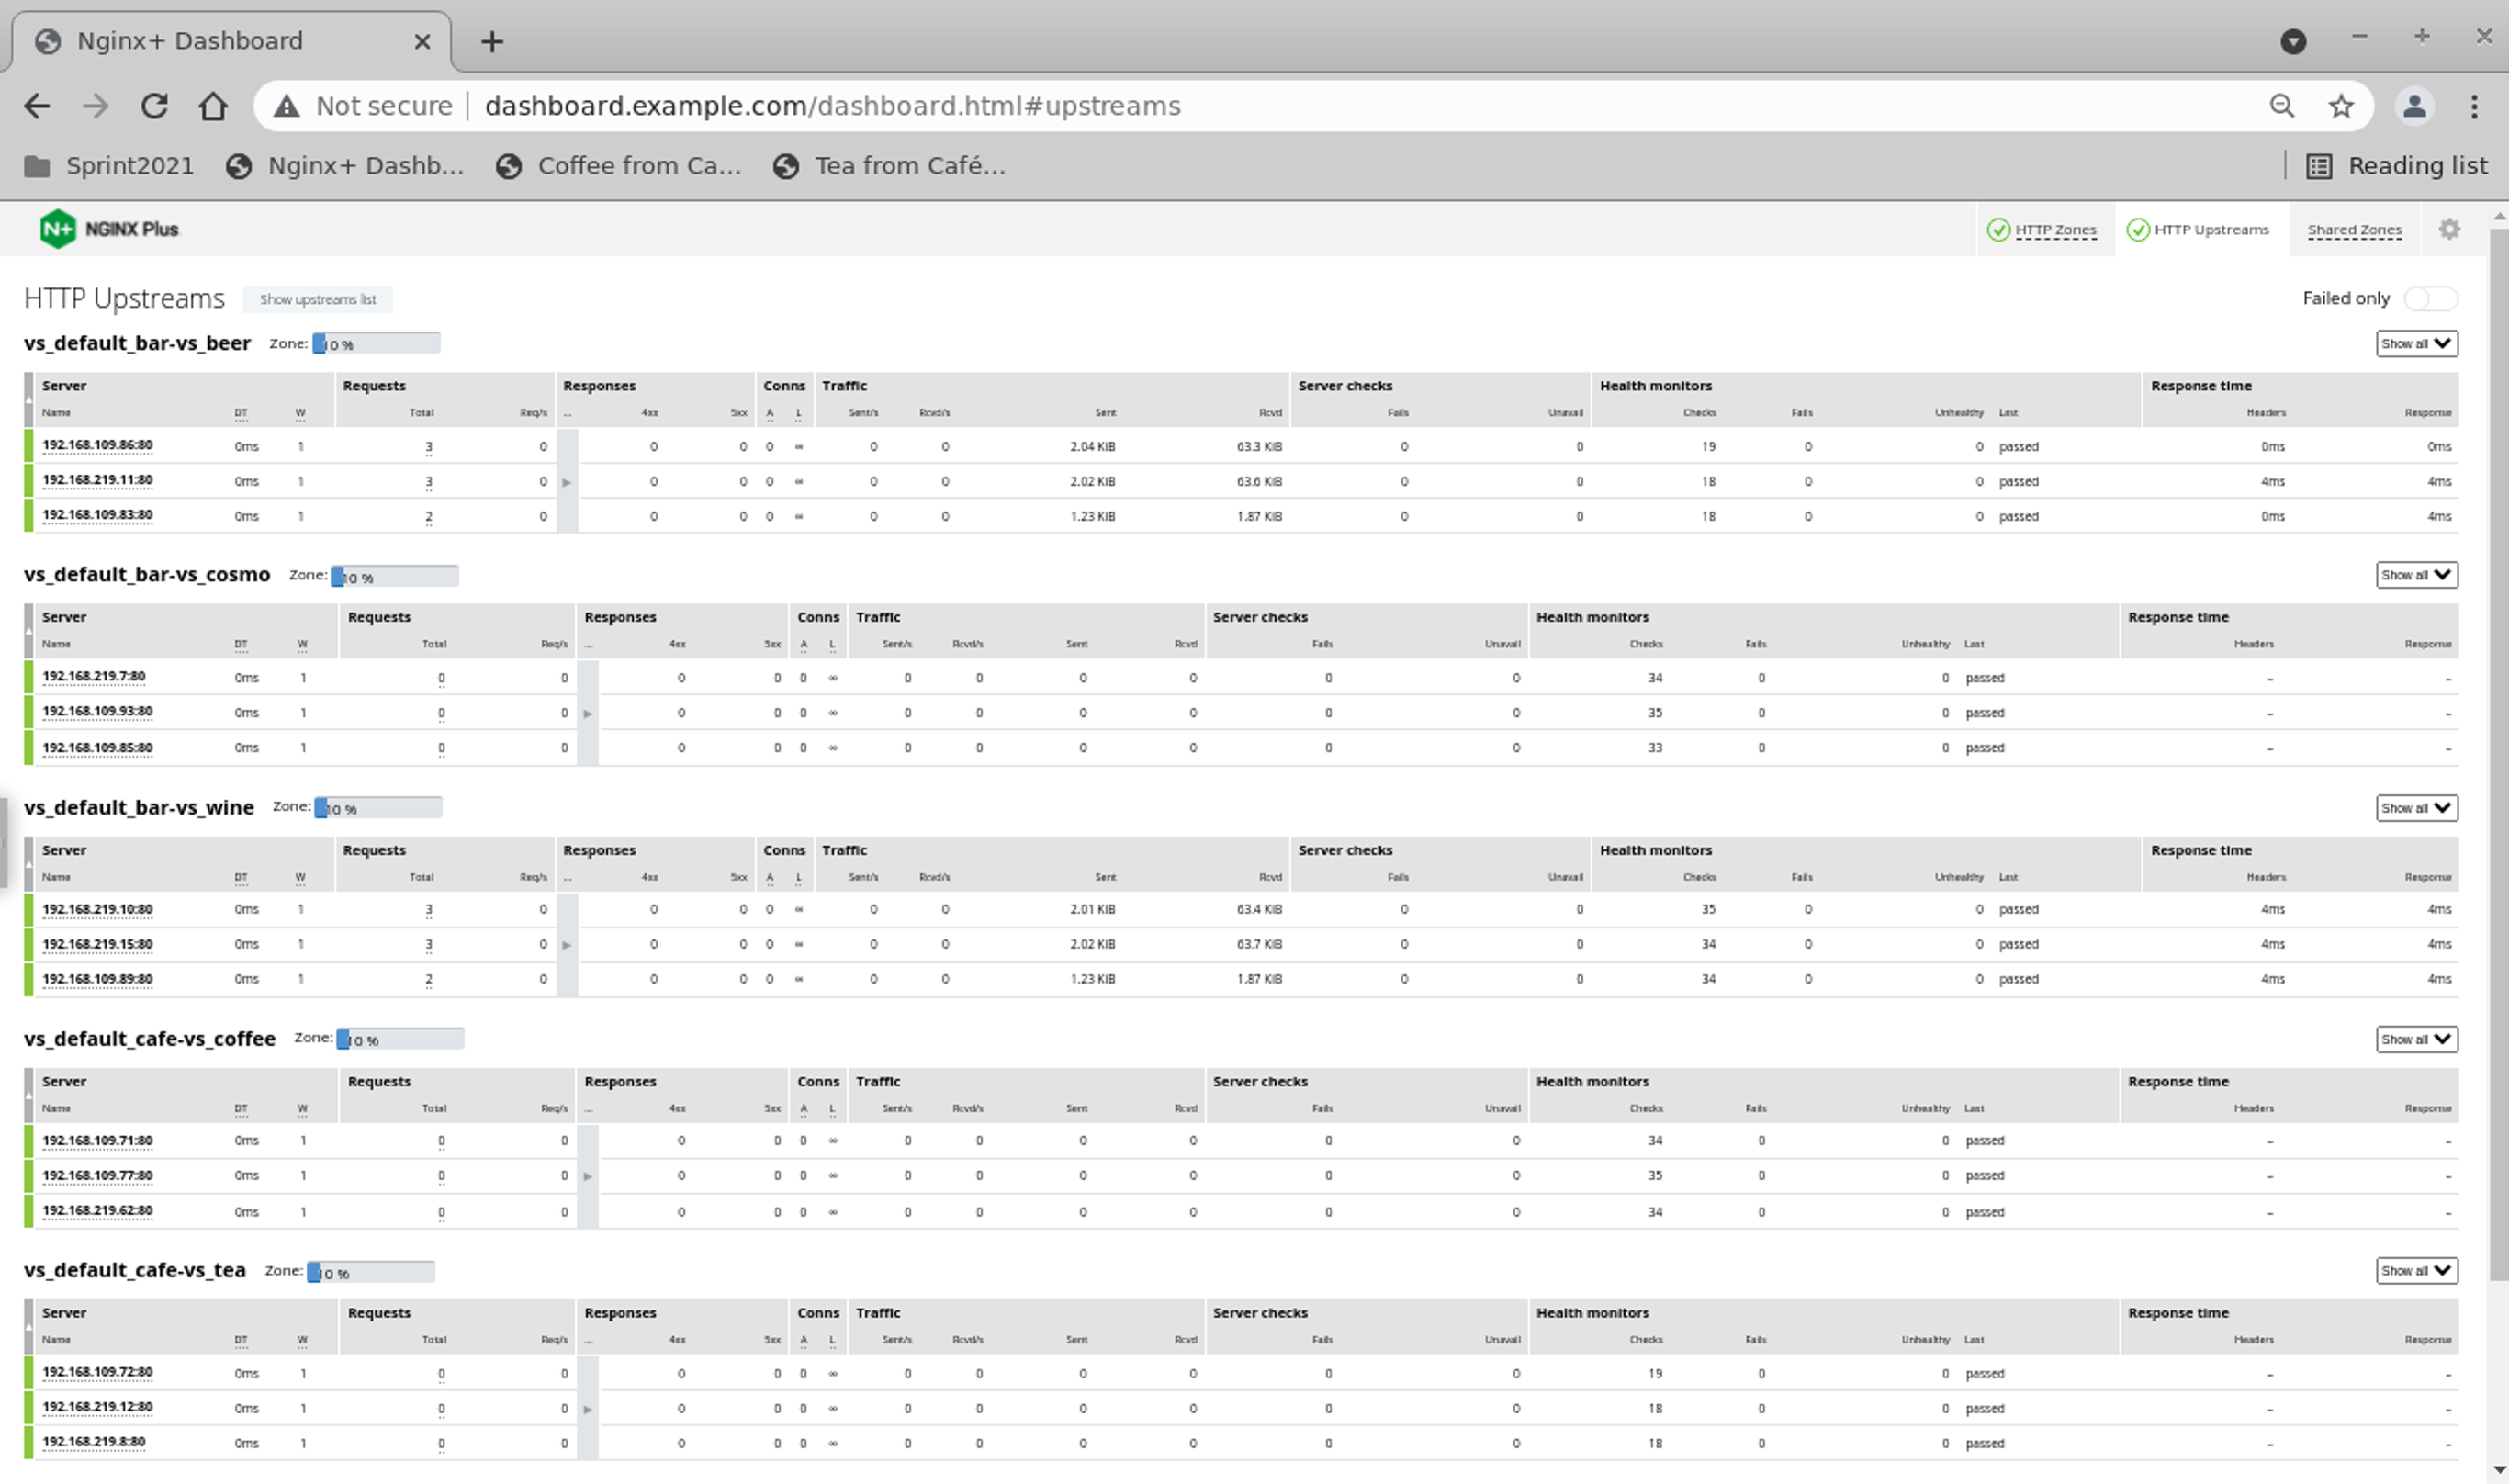 Nginx+ Dashboard
Not secure dashboard.example.com/dashboard.html#upstreams
Sprint2021 Nginx+ Dashb... Coffee from Ca... Tea from Café... Reading list
N+ NGINX Plus HTTP Zones HTTP Upstreams Shared Zones
HTTP Upstreams Show upstreams list Failed only
vs_default_bar-vs_beer Zone: 10 % Show all
Server Requests Responses Conns Traffic Server checks Health monitors Response time
Name DT W Total Req/s ... 4xx 5xx A L Sent/s Rcvd/s Sent Rcvd Fails Unavail Checks Fails Unhealthy Last Headers Response
192.168.109.86:80 0ms 1 3 0 0 0 0 ∞ 0 0 2.04 KiB 63.3 KiB 0 0 19 0 0 passed 0ms 0ms
192.168.219.11:80 0ms 1 3 0 0 0 0 ∞ 0 0 2.02 KiB 63.6 KiB 0 0 18 0 0 passed 4ms 4ms
192.168.109.83:80 0ms 1 2 0 0 0 0 ∞ 0 0 1.23 KiB 1.87 KiB 0 0 18 0 0 passed 0ms 4ms
vs_default_bar-vs_cosmo Zone: 10 % Show all
Server Requests Responses Conns Traffic Server checks Health monitors Response time
Name DT W Total Req/s ... 4xx 5xx A L Sent/s Rcvd/s Sent Rcvd Fails Unavail Checks Fails Unhealthy Last Headers Response
192.168.219.7:80 0ms 1 0 0 0 0 0 ∞ 0 0 0 0 0 0 34 0 0 passed – –
192.168.109.93:80 0ms 1 0 0 0 0 0 ∞ 0 0 0 0 0 0 35 0 0 passed – –
192.168.109.85:80 0ms 1 0 0 0 0 0 ∞ 0 0 0 0 0 0 33 0 0 passed – –
vs_default_bar-vs_wine Zone: 10 % Show all
Server Requests Responses Conns Traffic Server checks Health monitors Response time
Name DT W Total Req/s ... 4xx 5xx A L Sent/s Rcvd/s Sent Rcvd Fails Unavail Checks Fails Unhealthy Last Headers Response
192.168.219.10:80 0ms 1 3 0 0 0 0 ∞ 0 0 2.01 KiB 63.4 KiB 0 0 35 0 0 passed 4ms 4ms
192.168.219.15:80 0ms 1 3 0 0 0 0 ∞ 0 0 2.02 KiB 63.7 KiB 0 0 34 0 0 passed 4ms 4ms
192.168.109.89:80 0ms 1 2 0 0 0 0 ∞ 0 0 1.23 KiB 1.87 KiB 0 0 34 0 0 passed 4ms 4ms
vs_default_cafe-vs_coffee Zone: 10 % Show all
Server Requests Responses Conns Traffic Server checks Health monitors Response time
Name DT W Total Req/s ... 4xx 5xx A L Sent/s Rcvd/s Sent Rcvd Fails Unavail Checks Fails Unhealthy Last Headers Response
192.168.109.71:80 0ms 1 0 0 0 0 0 ∞ 0 0 0 0 0 0 34 0 0 passed – –
192.168.109.77:80 0ms 1 0 0 0 0 0 ∞ 0 0 0 0 0 0 35 0 0 passed – –
192.168.219.62:80 0ms 1 0 0 0 0 0 ∞ 0 0 0 0 0 0 34 0 0 passed – –
vs_default_cafe-vs_tea Zone: 10 % Show all
Server Requests Responses Conns Traffic Server checks Health monitors Response time
Name DT W Total Req/s ... 4xx 5xx A L Sent/s Rcvd/s Sent Rcvd Fails Unavail Checks Fails Unhealthy Last Headers Response
192.168.109.72:80 0ms 1 0 0 0 0 0 ∞ 0 0 0 0 0 0 19 0 0 passed – –
192.168.219.12:80 0ms 1 0 0 0 0 0 ∞ 0 0 0 0 0 0 18 0 0 passed – –
192.168.219.8:80 0ms 1 0 0 0 0 0 ∞ 0 0 0 0 0 0 18 0 0 passed – –